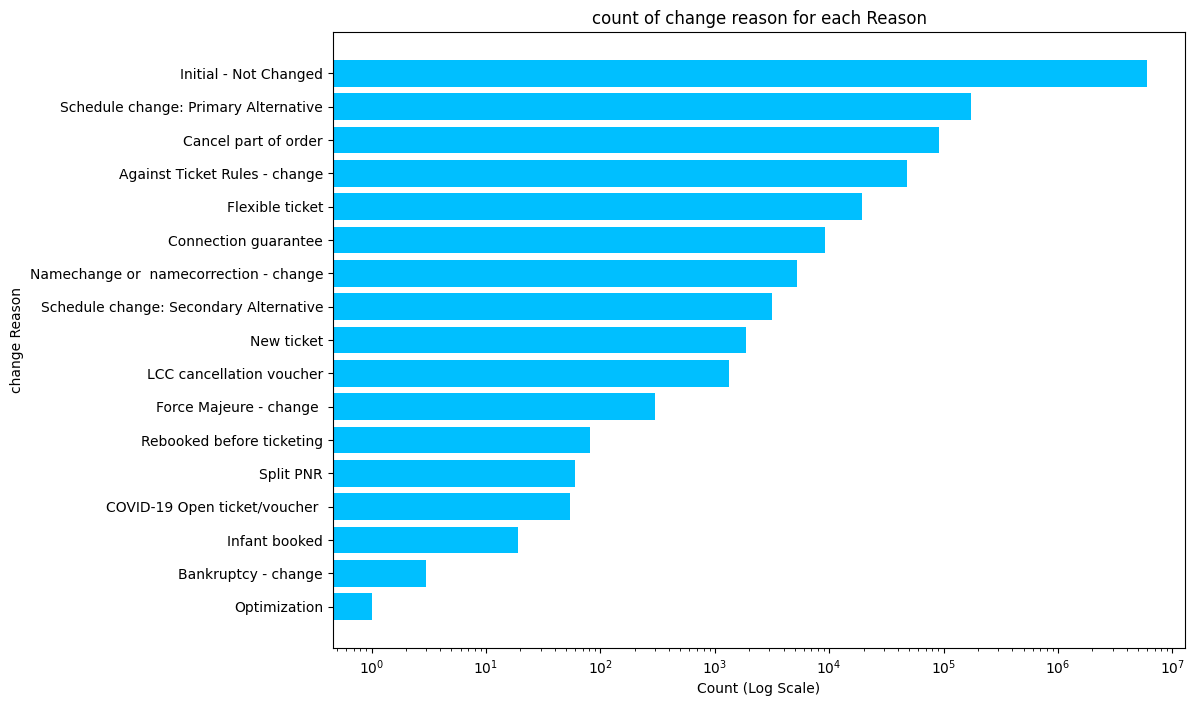 count of change reason for each Reason
change Reason
Initial - Not Changed
Schedule change: Primary Alternative
Cancel part of order
Against Ticket Rules - change
Flexible ticket
Connection guarantee
Namechange or  namecorrection - change
Schedule change: Secondary Alternative
New ticket
LCC cancellation voucher
Force Majeure - change
Rebooked before ticketing
Split PNR
COVID-19 Open ticket/voucher
Infant booked
Bankruptcy - change
Optimization
10⁰ 10¹ 10² 10³ 10⁴ 10⁵ 10⁶ 10⁷
Count (Log Scale)